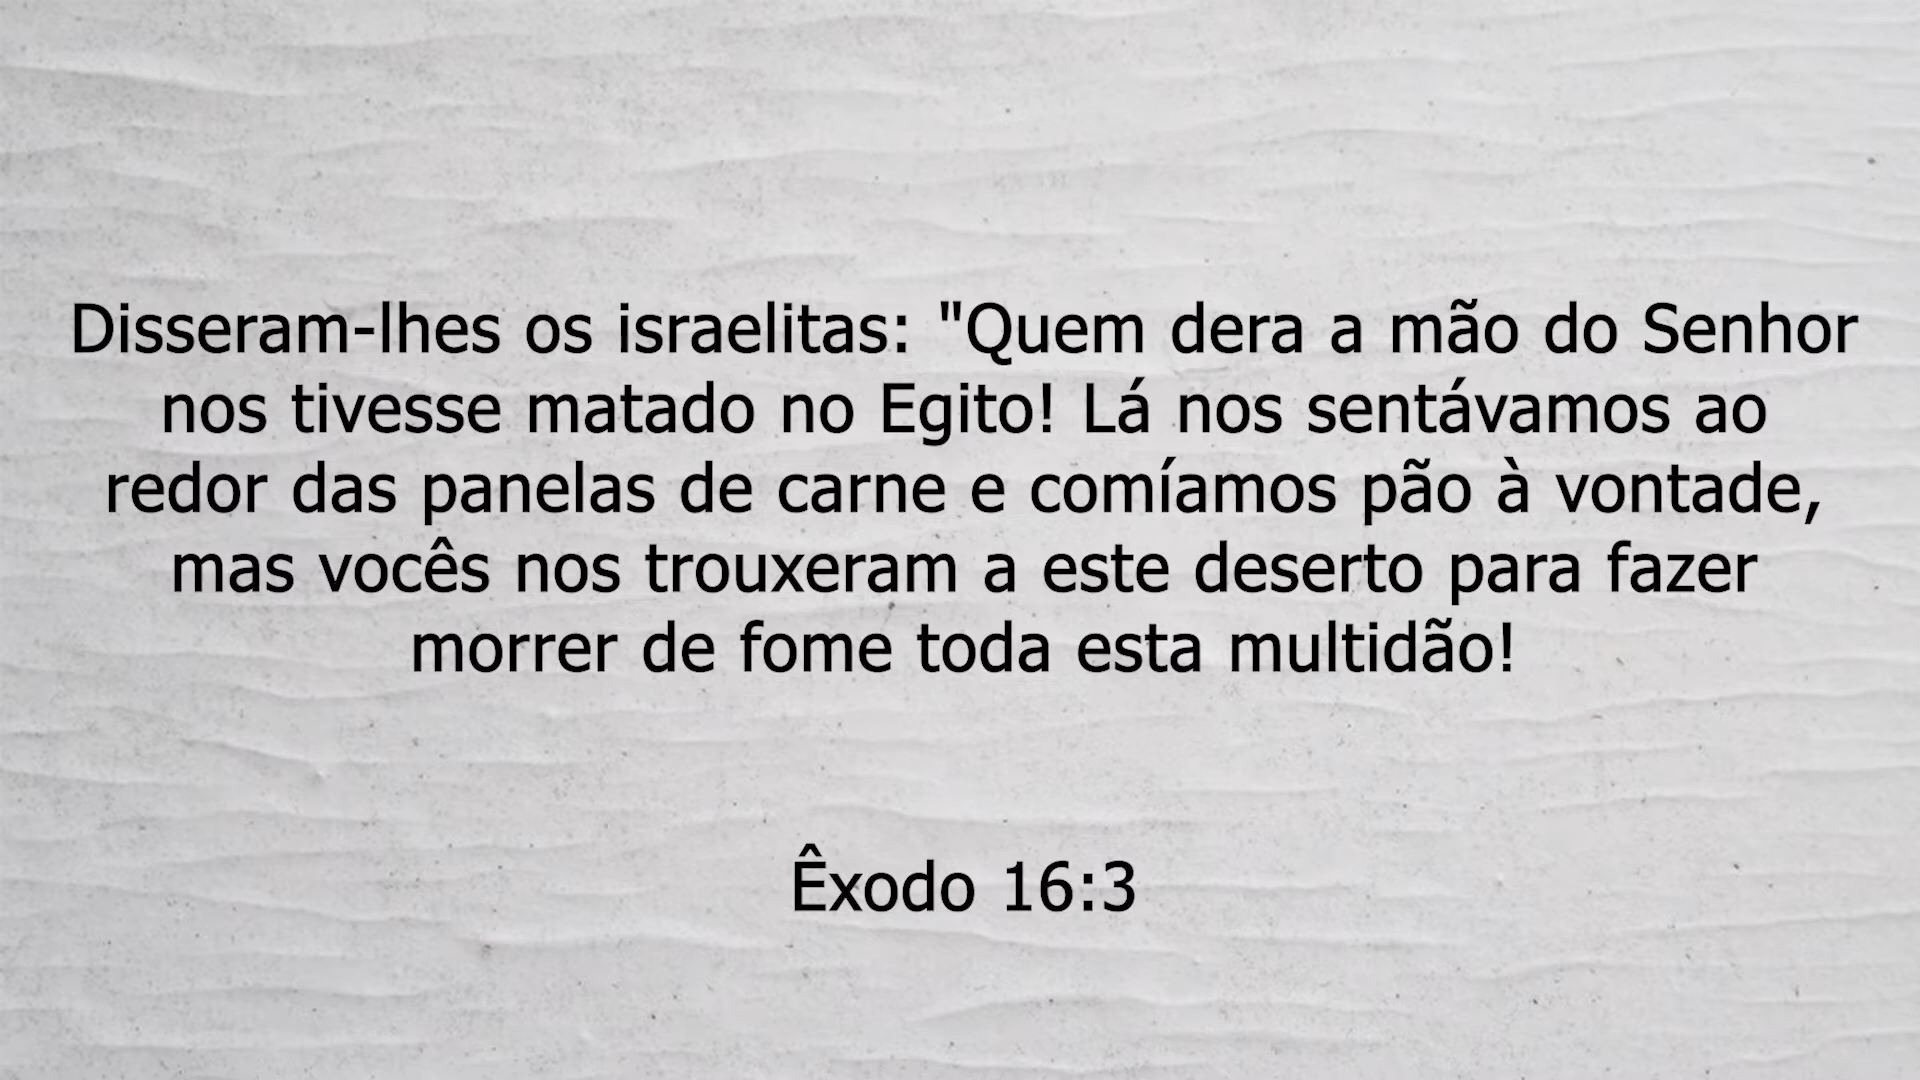 Disseram-lhes os israelitas: "Quem dera a mão do Senhor
nos tivesse matado no Egito! Lá nos sentávamos ao
redor das panelas de carne e comíamos pão à vontade,
mas vocês nos trouxeram a este deserto para fazer
morrer de fome toda esta multidão!
Êxodo 16:3